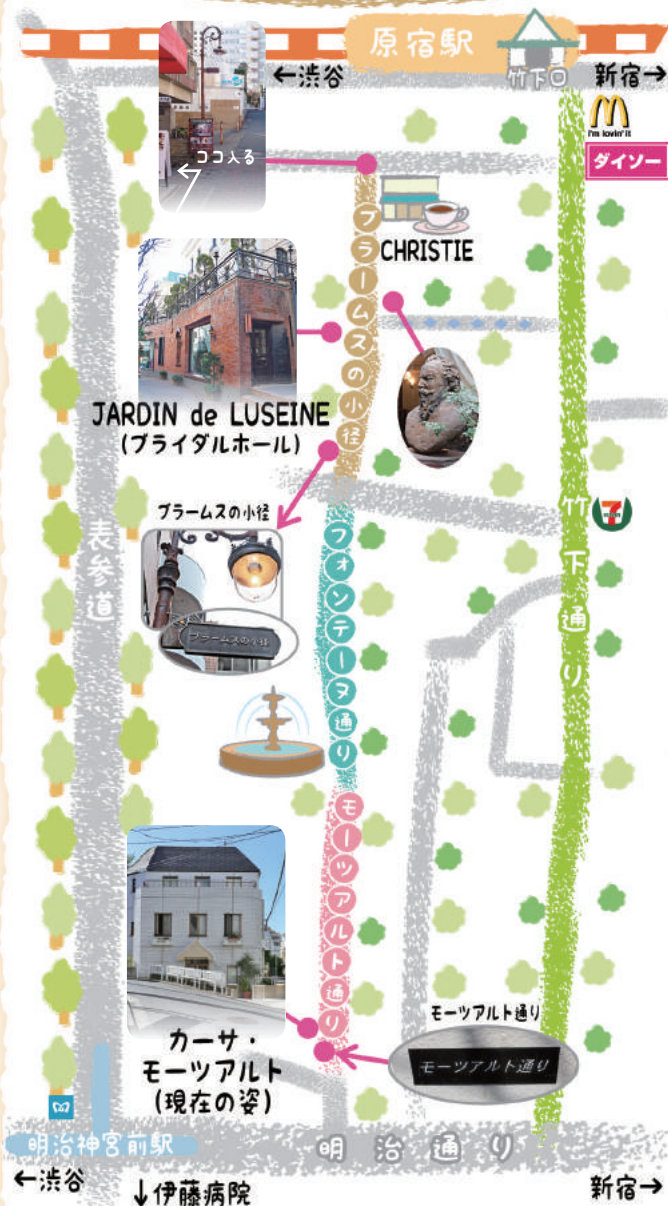 原宿駅
竹下口
←渋谷
新宿→
i'm lovin' it
ダイソー
ココ入る
ブラームスの小径
CHRISTIE
JARDIN de LUSEINE
(ブライダルホール)
ブラームスの小径
ブラームスの小径
フォンテーヌ通り
竹下通り
7
表参道
モーツアルト通り
カーサ・
モーツアルト
(現在の姿)
モーツアルト通り
モーツアルト通り
明治神宮前駅
明治通り
←渋谷
↓伊藤病院
新宿→